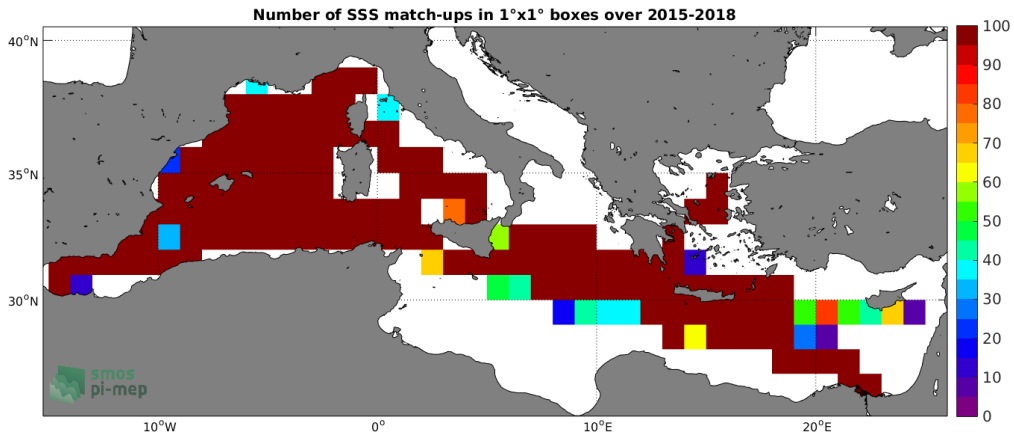 Number of SSS match-ups in 1°x1° boxes over 2015-2018
40°N
35°N
30°N
10°W
0°
10°E
20°E
100
90
80
70
60
50
40
30
20
10
0
smos
pi-mep